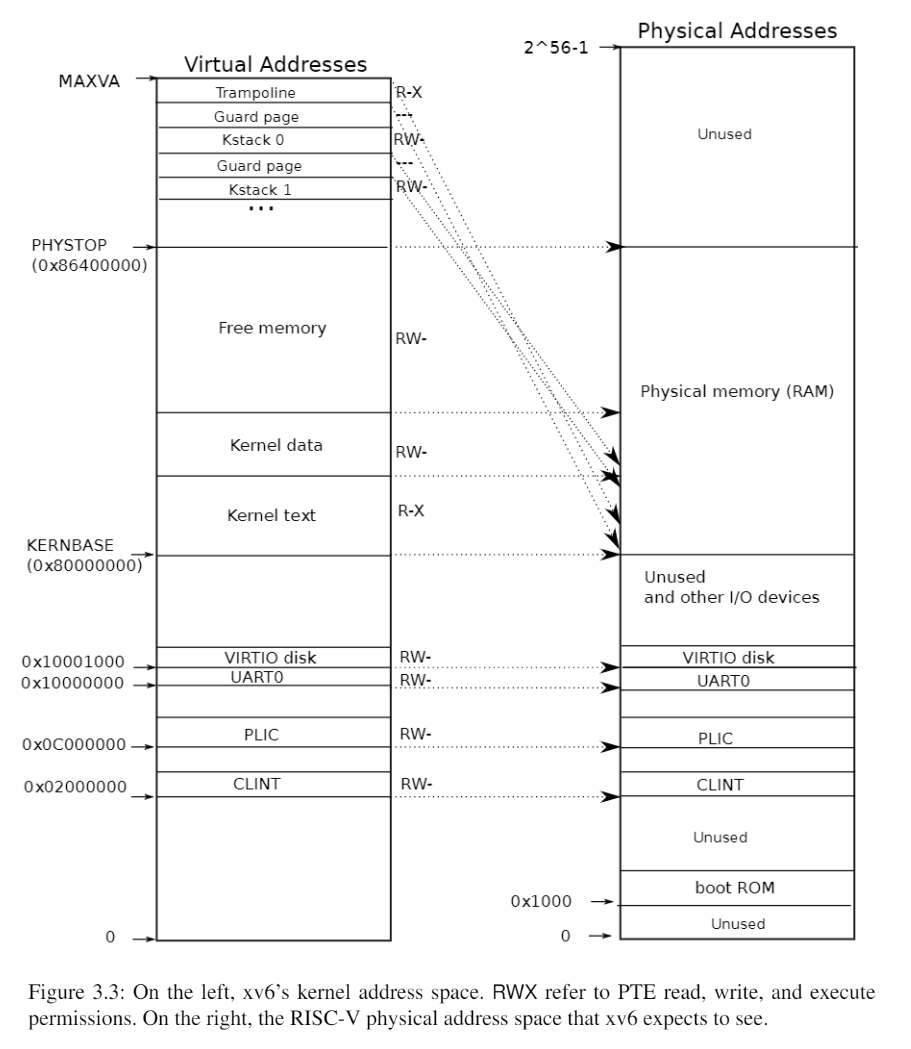 Physical Addresses
2^56-1
Virtual Addresses
MAXVA
Trampoline
R-X
Guard page
---
Unused
Kstack 0
RW-
Guard page
---
Kstack 1
RW-
...
PHYSTOP
(0x86400000)
Free memory
RW-
Physical memory (RAM)
Kernel data
RW-
Kernel text
R-X
KERNBASE
(0x80000000)
Unused
and other I/O devices
0x10001000
VIRTIO disk
RW-
VIRTIO disk
0x10000000
UART0
RW-
UART0
0x0C000000
PLIC
RW-
PLIC
0x02000000
CLINT
RW-
CLINT
Unused
boot ROM
0x1000
Unused
0
0
Figure 3.3: On the left, xv6's kernel address space. RWX refer to PTE read, write, and execute
permissions. On the right, the RISC-V physical address space that xv6 expects to see.